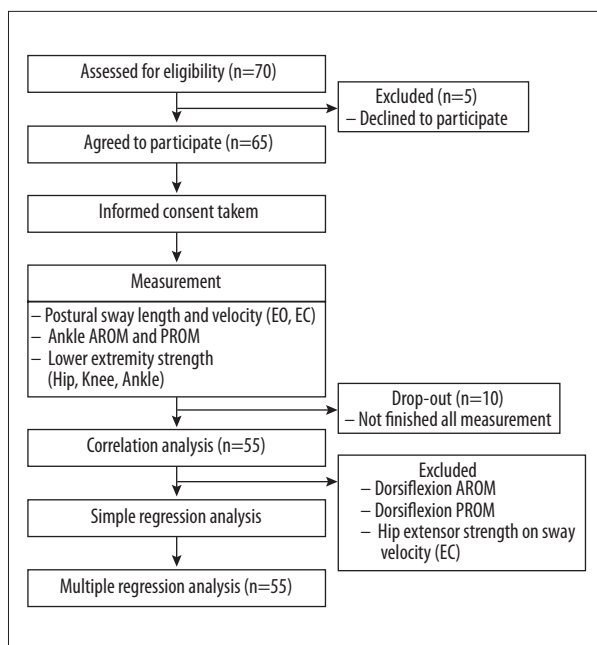 Assessed for eligibility (n=70)
Excluded (n=5)
– Declined to participate
Agreed to participate (n=65)
Informed consent takem
Measurement
– Postural sway length and velocity (EO, EC)
– Ankle AROM and PROM
– Lower extremity strength
(Hip, Knee, Ankle)
Drop-out (n=10)
– Not finished all measurement
Correlation analysis (n=55)
Excluded
– Dorsiflexion AROM
– Dorsiflexion PROM
– Hip extensor strength on sway
velocity (EC)
Simple regression analysis
Multiple regression analysis (n=55)